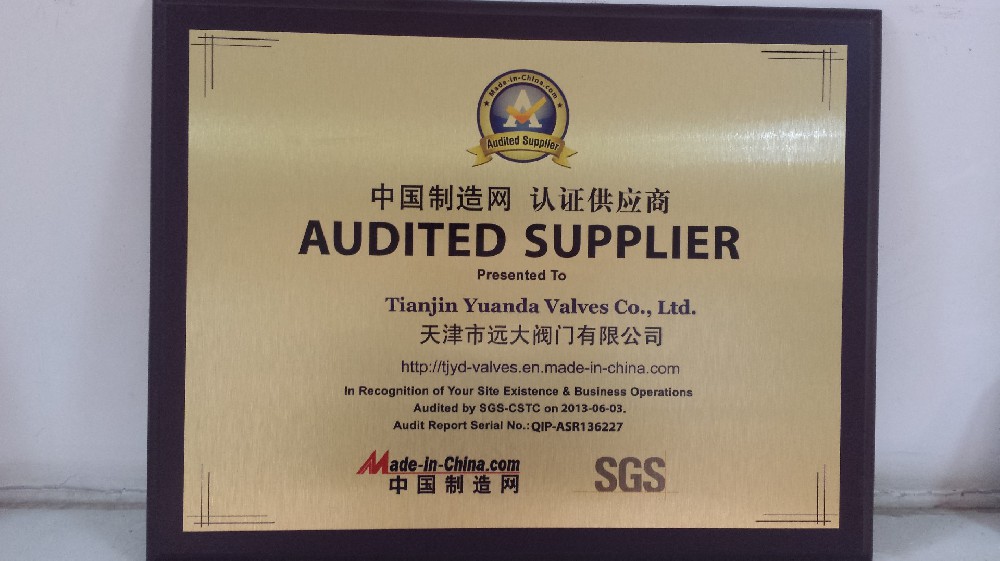 Made-in-China.com
A
Audited Supplier
中国制造网 认证供应商
AUDITED SUPPLIER
Presented To
Tianjin Yuanda Valves Co., Ltd.
天津市远大阀门有限公司
http://tjyd-valves.en.made-in-china.com
In Recognition of Your Site Existence & Business Operations
Audited by SGS-CSTC on 2013-06-03.
Audit Report Serial No.: QIP-ASR136227
Made-in-China.com
中国制造网
SGS